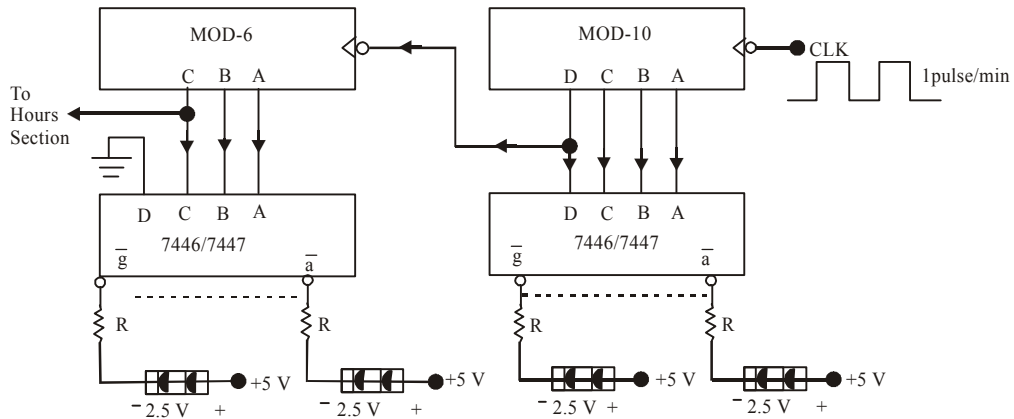 MOD-6
MOD-10
CLK
1pulse/min
C B A
D C B A
To
Hours
Section
D C B A
D C B A
7446/7447
7446/7447
g̅ a̅
g̅ a̅
R R R R
+5 V +5 V +5 V +5 V
− 2.5 V + − 2.5 V + − 2.5 V + − 2.5 V +